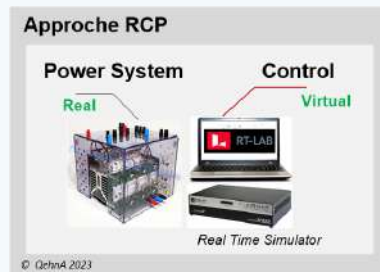 Approche RCP
Power System
Control
Real
Virtual
RT-LAB
Real Time Simulator
© QehnA 2023